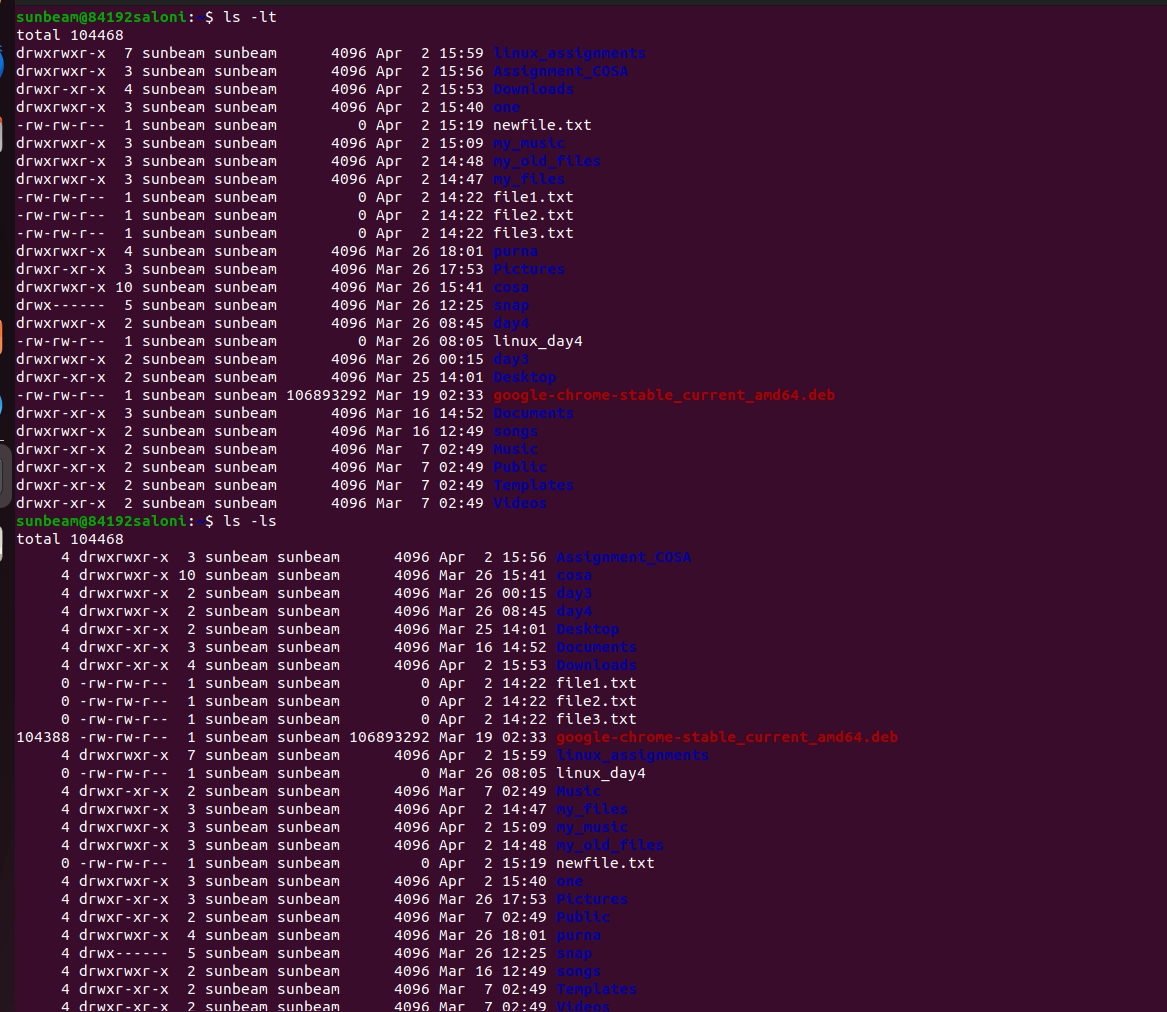 sunbeam@84192saloni:~$ ls -lt
total 104468
drwxrwxr-x  7 sunbeam sunbeam      4096 Apr  2 15:59 linux_assignments
drwxrwxr-x  3 sunbeam sunbeam      4096 Apr  2 15:56 Assignment_COSA
drwxr-xr-x  4 sunbeam sunbeam      4096 Apr  2 15:53 Downloads
drwxrwxr-x  3 sunbeam sunbeam      4096 Apr  2 15:40 one
-rw-rw-r--  1 sunbeam sunbeam         0 Apr  2 15:19 newfile.txt
drwxrwxr-x  3 sunbeam sunbeam      4096 Apr  2 15:09 my_music
drwxrwxr-x  3 sunbeam sunbeam      4096 Apr  2 14:48 my_old_files
drwxrwxr-x  3 sunbeam sunbeam      4096 Apr  2 14:47 my_files
-rw-rw-r--  1 sunbeam sunbeam         0 Apr  2 14:22 file1.txt
-rw-rw-r--  1 sunbeam sunbeam         0 Apr  2 14:22 file2.txt
-rw-rw-r--  1 sunbeam sunbeam         0 Apr  2 14:22 file3.txt
drwxrwxr-x  4 sunbeam sunbeam      4096 Mar 26 18:01 purna
drwxr-xr-x  3 sunbeam sunbeam      4096 Mar 26 17:53 Pictures
drwxrwxr-x 10 sunbeam sunbeam      4096 Mar 26 15:41 cosa
drwx------  5 sunbeam sunbeam      4096 Mar 26 12:25 snap
drwxrwxr-x  2 sunbeam sunbeam      4096 Mar 26 08:45 day4
-rw-rw-r--  1 sunbeam sunbeam         0 Mar 26 08:05 linux_day4
drwxrwxr-x  2 sunbeam sunbeam      4096 Mar 26 00:15 day3
drwxr-xr-x  2 sunbeam sunbeam      4096 Mar 25 14:01 Desktop
-rw-rw-r--  1 sunbeam sunbeam 106893292 Mar 19 02:33 google-chrome-stable_current_amd64.deb
drwxr-xr-x  3 sunbeam sunbeam      4096 Mar 16 14:52 Documents
drwxrwxr-x  2 sunbeam sunbeam      4096 Mar 16 12:49 songs
drwxr-xr-x  2 sunbeam sunbeam      4096 Mar  7 02:49 Music
drwxr-xr-x  2 sunbeam sunbeam      4096 Mar  7 02:49 Public
drwxr-xr-x  2 sunbeam sunbeam      4096 Mar  7 02:49 Templates
drwxr-xr-x  2 sunbeam sunbeam      4096 Mar  7 02:49 Videos
sunbeam@84192saloni:~$ ls -ls
total 104468
     4 drwxrwxr-x  3 sunbeam sunbeam      4096 Apr  2 15:56 Assignment_COSA
     4 drwxrwxr-x 10 sunbeam sunbeam      4096 Mar 26 15:41 cosa
     4 drwxrwxr-x  2 sunbeam sunbeam      4096 Mar 26 00:15 day3
     4 drwxrwxr-x  2 sunbeam sunbeam      4096 Mar 26 08:45 day4
     4 drwxr-xr-x  2 sunbeam sunbeam      4096 Mar 25 14:01 Desktop
     4 drwxr-xr-x  3 sunbeam sunbeam      4096 Mar 16 14:52 Documents
     4 drwxr-xr-x  4 sunbeam sunbeam      4096 Apr  2 15:53 Downloads
     0 -rw-rw-r--  1 sunbeam sunbeam         0 Apr  2 14:22 file1.txt
     0 -rw-rw-r--  1 sunbeam sunbeam         0 Apr  2 14:22 file2.txt
     0 -rw-rw-r--  1 sunbeam sunbeam         0 Apr  2 14:22 file3.txt
104388 -rw-rw-r--  1 sunbeam sunbeam 106893292 Mar 19 02:33 google-chrome-stable_current_amd64.deb
     4 drwxrwxr-x  7 sunbeam sunbeam      4096 Apr  2 15:59 linux_assignments
     0 -rw-rw-r--  1 sunbeam sunbeam         0 Mar 26 08:05 linux_day4
     4 drwxr-xr-x  2 sunbeam sunbeam      4096 Mar  7 02:49 Music
     4 drwxrwxr-x  3 sunbeam sunbeam      4096 Apr  2 14:47 my_files
     4 drwxrwxr-x  3 sunbeam sunbeam      4096 Apr  2 15:09 my_music
     4 drwxrwxr-x  3 sunbeam sunbeam      4096 Apr  2 14:48 my_old_files
     0 -rw-rw-r--  1 sunbeam sunbeam         0 Apr  2 15:19 newfile.txt
     4 drwxrwxr-x  3 sunbeam sunbeam      4096 Apr  2 15:40 one
     4 drwxr-xr-x  3 sunbeam sunbeam      4096 Mar 26 17:53 Pictures
     4 drwxr-xr-x  2 sunbeam sunbeam      4096 Mar  7 02:49 Public
     4 drwxrwxr-x  4 sunbeam sunbeam      4096 Mar 26 18:01 purna
     4 drwx------  5 sunbeam sunbeam      4096 Mar 26 12:25 snap
     4 drwxrwxr-x  2 sunbeam sunbeam      4096 Mar 16 12:49 songs
     4 drwxr-xr-x  2 sunbeam sunbeam      4096 Mar  7 02:49 Templates
     4 drwxr-xr-x  2 sunbeam sunbeam      4096 Mar  7 02:49 Videos